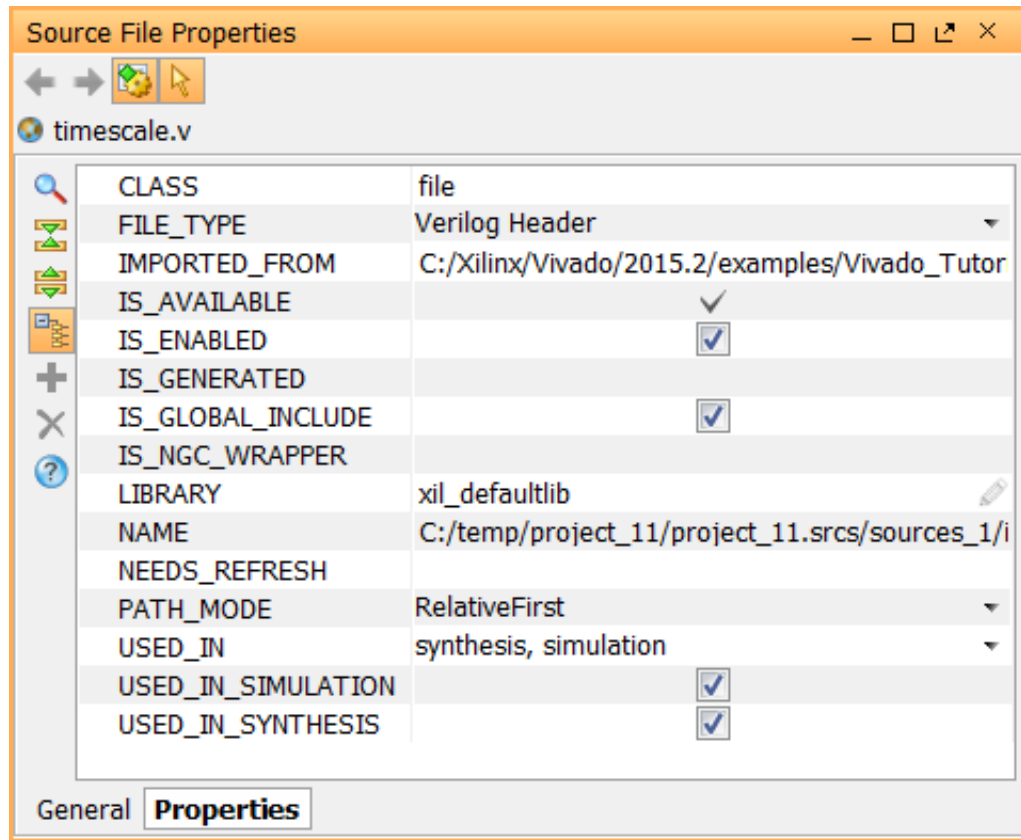 Source File Properties
timescale.v
CLASS file
FILE_TYPE Verilog Header
IMPORTED_FROM C:/Xilinx/Vivado/2015.2/examples/Vivado_Tutor
IS_AVAILABLE
IS_ENABLED
IS_GENERATED
IS_GLOBAL_INCLUDE
IS_NGC_WRAPPER
LIBRARY xil_defaultlib
NAME C:/temp/project_11/project_11.srcs/sources_1/i
NEEDS_REFRESH
PATH_MODE RelativeFirst
USED_IN synthesis, simulation
USED_IN_SIMULATION
USED_IN_SYNTHESIS
General Properties